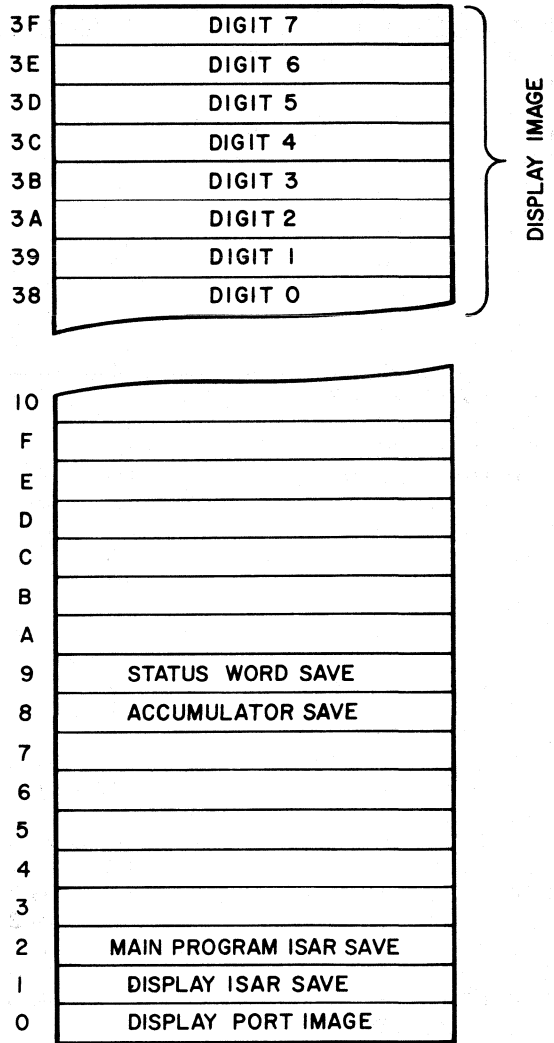 3F DIGIT 7
3E DIGIT 6
3D DIGIT 5
3C DIGIT 4
3B DIGIT 3
3A DIGIT 2
39 DIGIT 1
38 DIGIT 0
DISPLAY IMAGE
10
F
E
D
C
B
A
9 STATUS WORD SAVE
8 ACCUMULATOR SAVE
7
6
5
4
3
2 MAIN PROGRAM ISAR SAVE
1 DISPLAY ISAR SAVE
0 DISPLAY PORT IMAGE